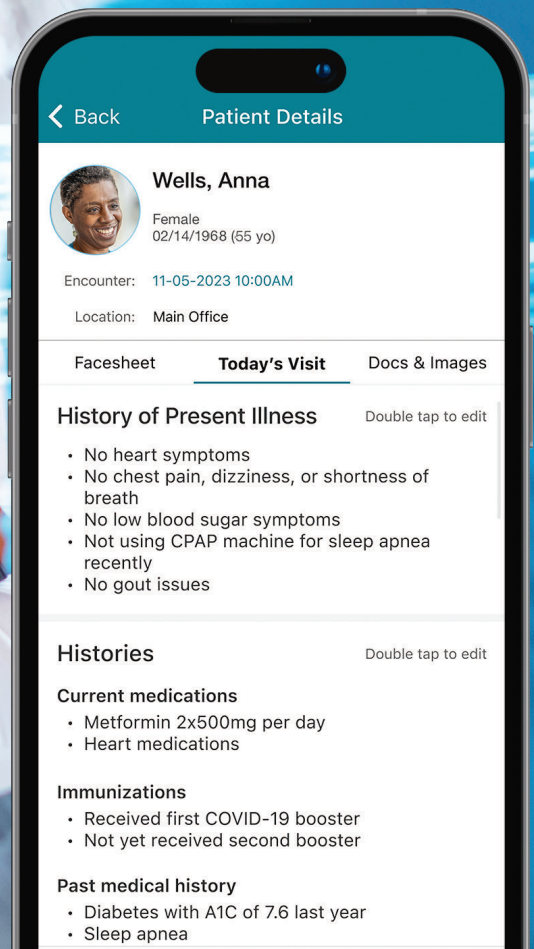 Back
Patient Details
Wells, Anna
Female
02/14/1968 (55 yo)
Encounter: 11-05-2023 10:00AM
Location: Main Office
Facesheet Today's Visit Docs & Images
History of Present Illness Double tap to edit
• No heart symptoms
• No chest pain, dizziness, or shortness of
breath
• No low blood sugar symptoms
• Not using CPAP machine for sleep apnea
recently
• No gout issues
Histories Double tap to edit
Current medications
• Metformin 2x500mg per day
• Heart medications
Immunizations
• Received first COVID-19 booster
• Not yet received second booster
Past medical history
• Diabetes with A1C of 7.6 last year
• Sleep apnea